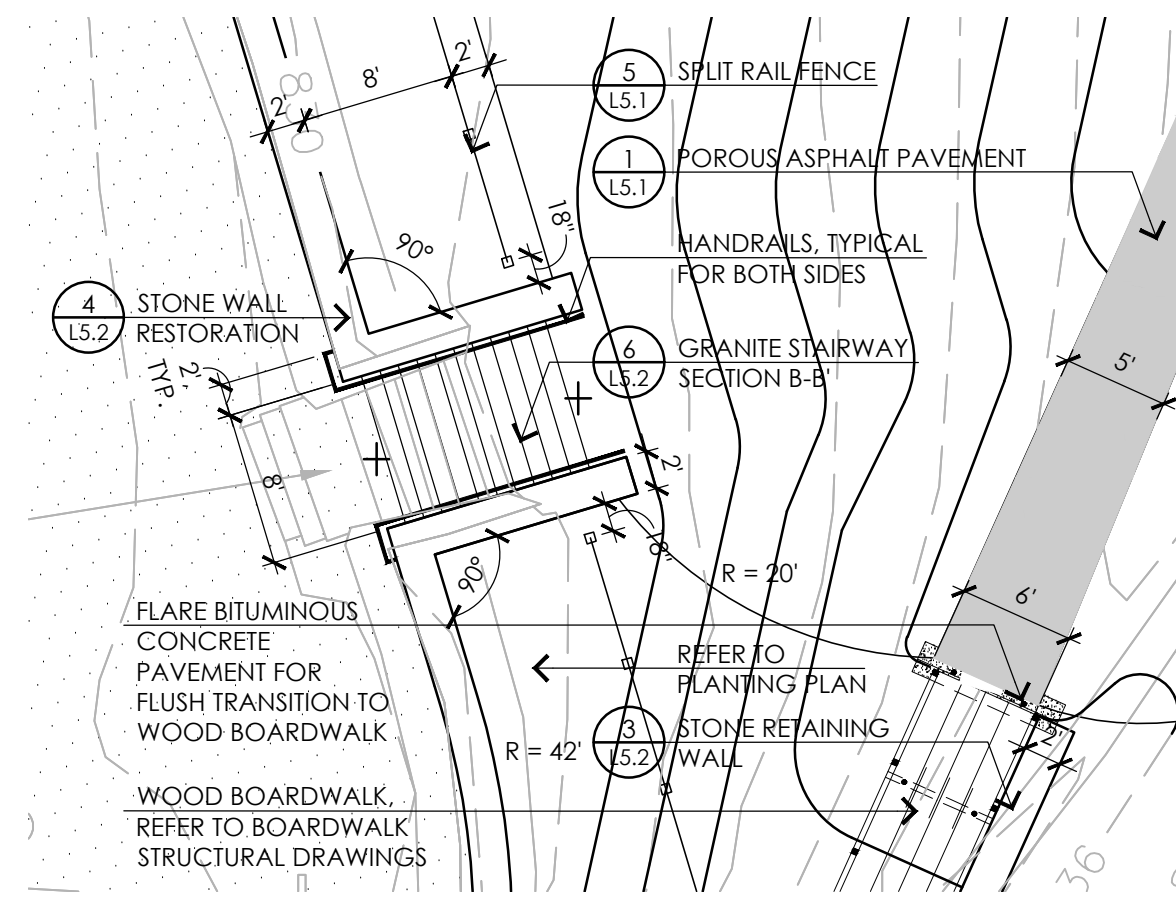 2'
8'
2'
830
5
L5.1
SPLIT RAIL FENCE
1
L5.1
POROUS ASPHALT PAVEMENT
18"
90°
HANDRAILS, TYPICAL
FOR BOTH SIDES
4
L5.2
STONE WALL
RESTORATION
6
L5.2
GRANITE STAIRWAY
SECTION B-B'
2'
TYP.
5'
8'
2'
18"
90°
R = 20'
6'
FLARE BITUMINOUS
CONCRETE
PAVEMENT FOR
FLUSH TRANSITION TO
WOOD BOARDWALK
REFER TO
PLANTING PLAN
R = 42'
3
L5.2
STONE RETAINING
WALL
2'
WOOD BOARDWALK,
REFER TO BOARDWALK
STRUCTURAL DRAWINGS
36